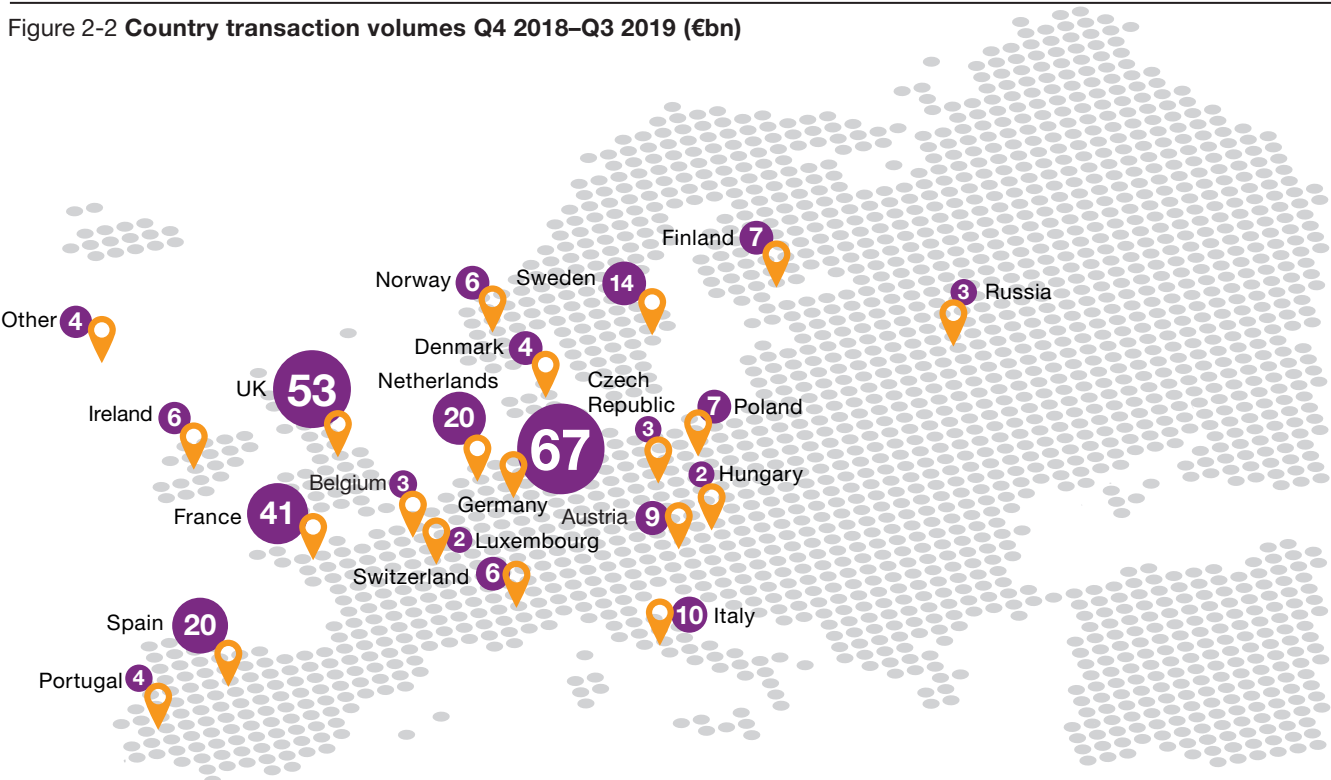 Figure 2-2 Country transaction volumes Q4 2018–Q3 2019 (€bn)
Finland 7
Norway 6
Sweden 14
3 Russia
Other 4
Denmark 4
UK 53
Netherlands
20
Czech
Republic
3
7 Poland
Ireland 6
67
Germany
2 Hungary
Belgium 3
France 41
Austria 9
2 Luxembourg
Switzerland 6
10 Italy
Spain 20
Portugal 4